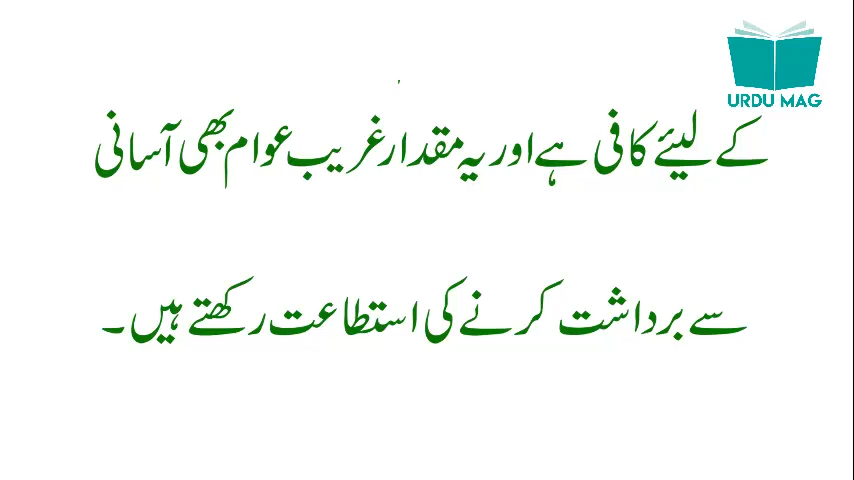 URDU MAG
کے لیئے کافی ہے اور یہ مقدار غریب عوام بھی آسانی
سے برداشت کرنے کی استطاعت رکھتے ہیں۔